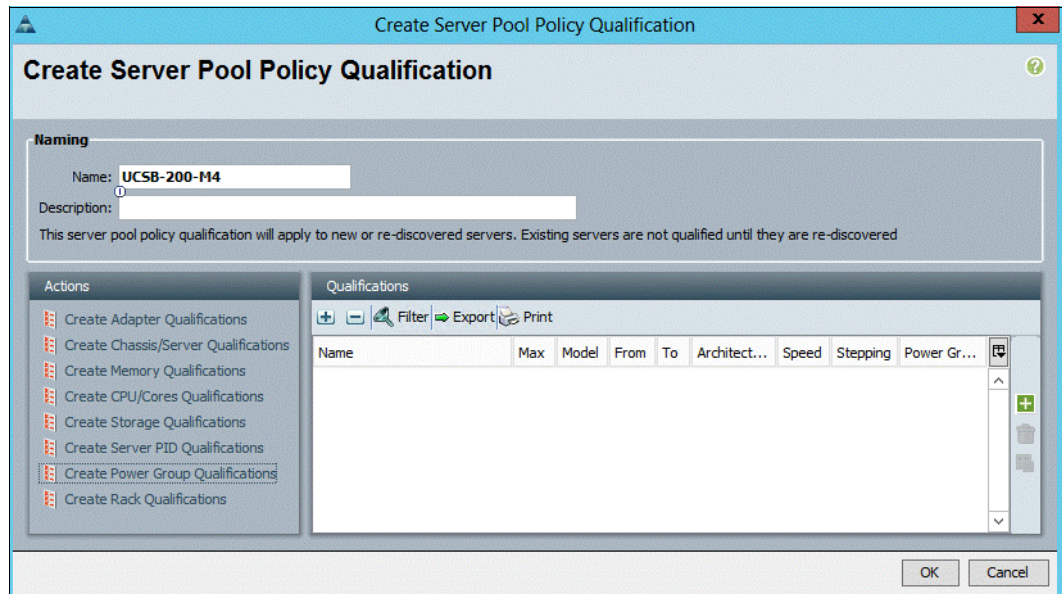 Create Server Pool Policy Qualification
x
Create Server Pool Policy Qualification
?
Naming
Name: UCSB-200-M4
Description:
This server pool policy qualification will apply to new or re-discovered servers. Existing servers are not qualified until they are re-discovered
Actions
Create Adapter Qualifications
Create Chassis/Server Qualifications
Create Memory Qualifications
Create CPU/Cores Qualifications
Create Storage Qualifications
Create Server PID Qualifications
Create Power Group Qualifications
Create Rack Qualifications
Qualifications
Filter Export Print
Name Max Model From To Architect... Speed Stepping Power Gr...
OK Cancel